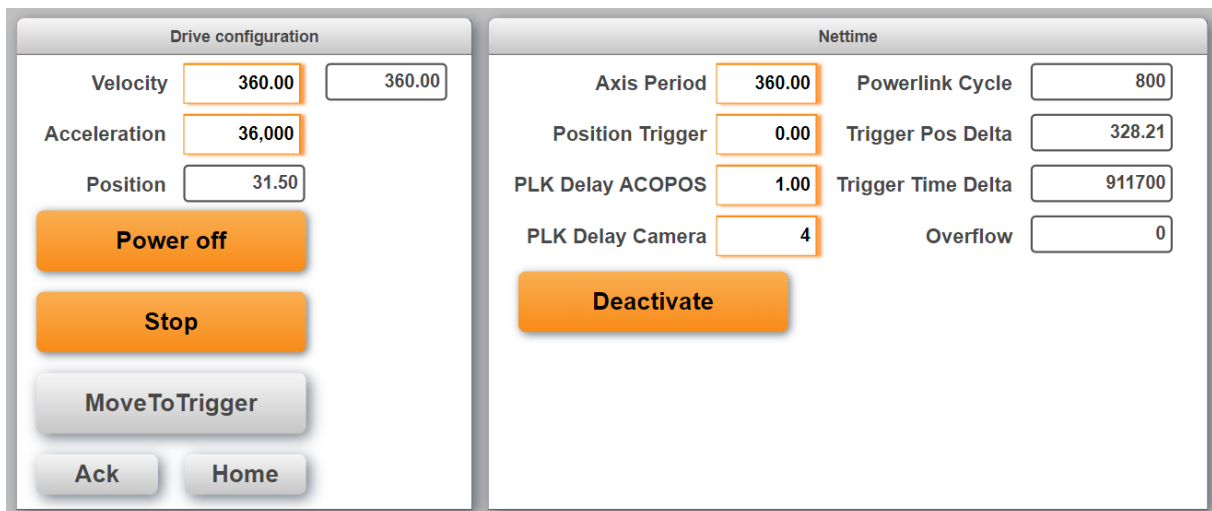 Drive configuration
Velocity 360.00 360.00
Acceleration 36,000
Position 31.50
Power off
Stop
MoveToTrigger
Ack Home
Nettime
Axis Period 360.00 Powerlink Cycle 800
Position Trigger 0.00 Trigger Pos Delta 328.21
PLK Delay ACOPOS 1.00 Trigger Time Delta 911700
PLK Delay Camera 4 Overflow 0
Deactivate